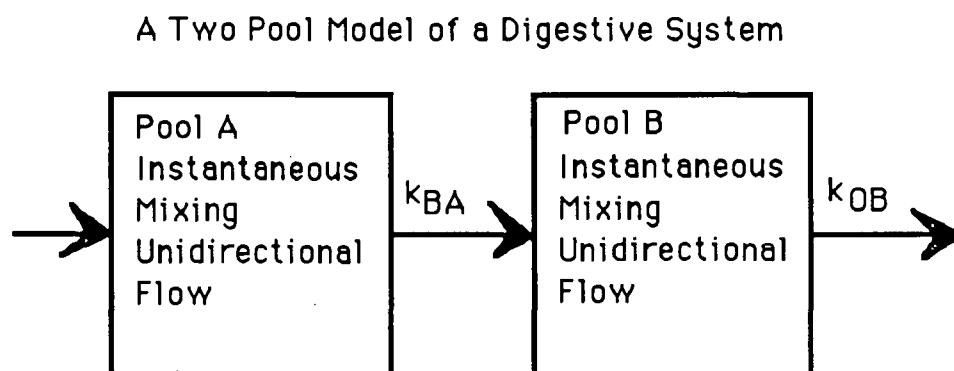 A Two Pool Model of a Digestive System
Pool A
Instantaneous
Mixing
Unidirectional
Flow
kBA
Pool B
Instantaneous
Mixing
Unidirectional
Flow
kOB